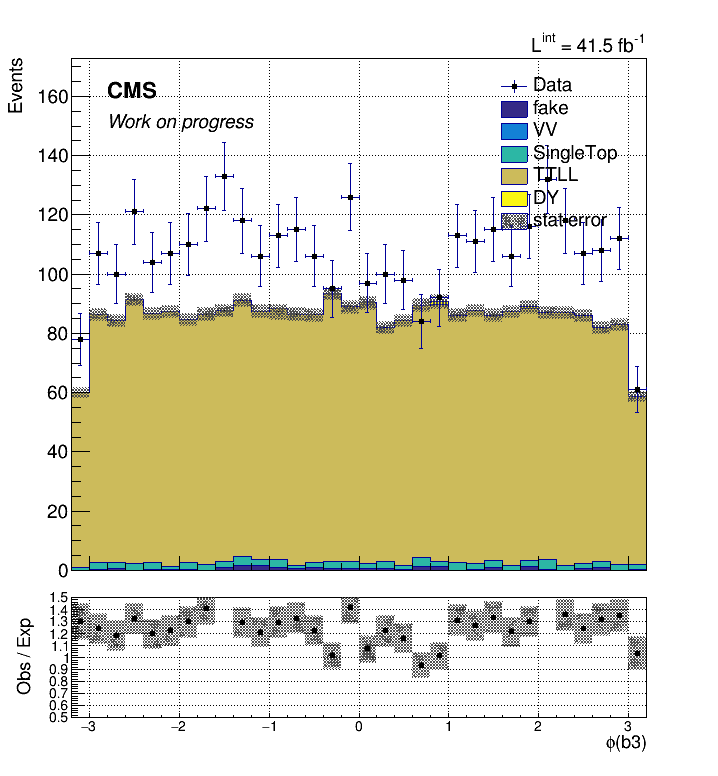 L^int = 41.5 fb^-1
Events
CMS
Work on progress
Data
fake
VV
SingleTop
TTLL
DY
stat error
160
140
120
100
80
60
40
20
0
Obs / Exp
1.5
1.4
1.3
1.2
1.1
1
0.9
0.8
0.7
0.6
0.5
−3 −2 −1 0 1 2 3
ϕ(b3)